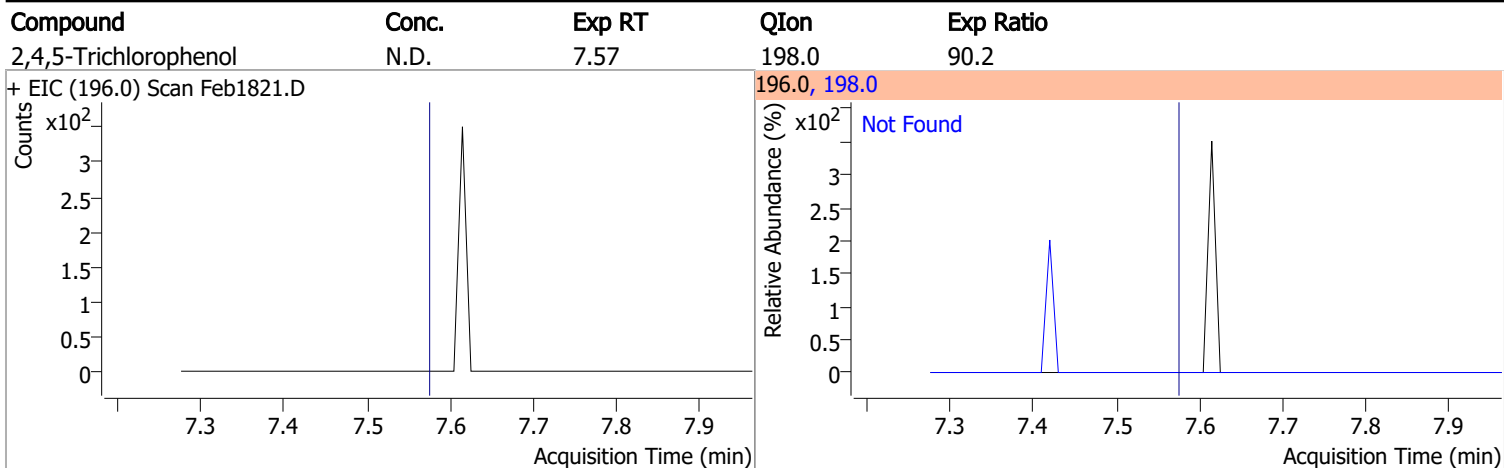 Compound Conc. Exp RT QIon Exp Ratio
2,4,5-Trichlorophenol N.D. 7.57 198.0 90.2
+ EIC (196.0) Scan Feb1821.D
Counts
x10²
3
2.5
2
1.5
1
0.5
0
7.3 7.4 7.5 7.6 7.7 7.8 7.9
Acquisition Time (min)
196.0, 198.0
Relative Abundance (%)
x10²
Not Found
3
2.5
2
1.5
1
0.5
0
7.3 7.4 7.5 7.6 7.7 7.8 7.9
Acquisition Time (min)